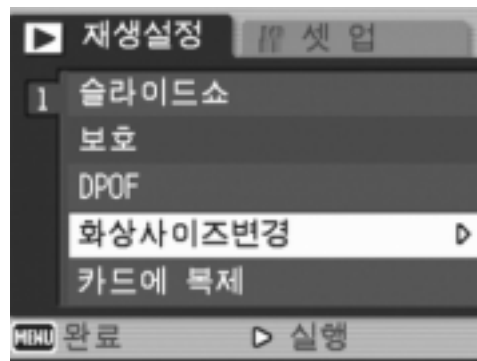 재생설정 셋 업
1 슬라이드쇼
보호
DPOF
화상사이즈변경
카드에 복제
MENU 완료 실행